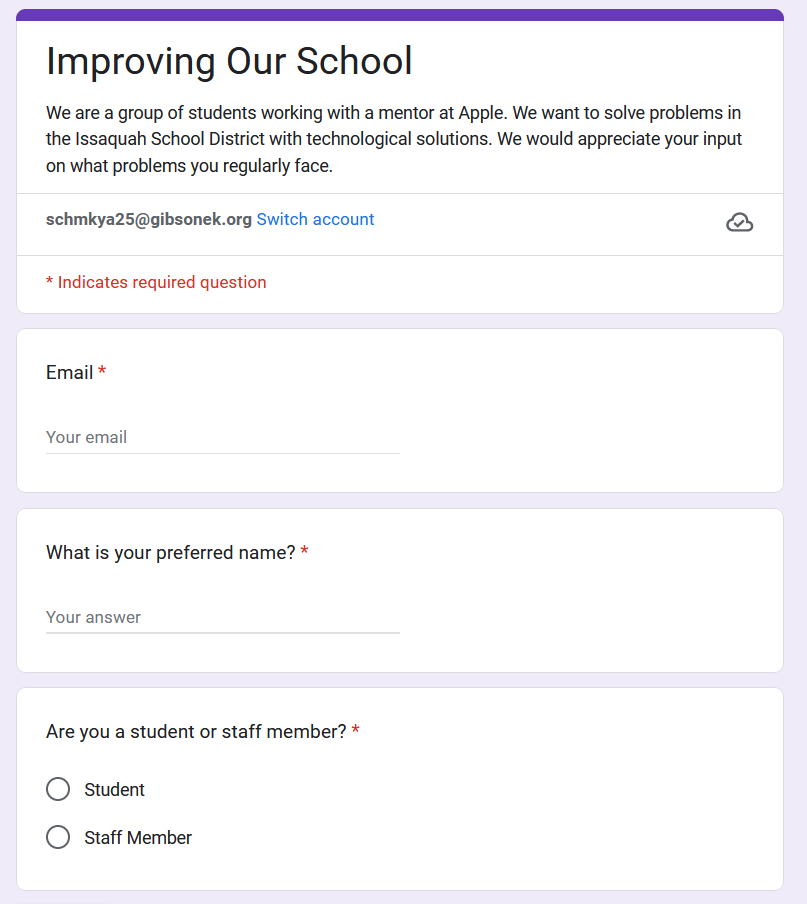 Improving Our School
We are a group of students working with a mentor at Apple. We want to solve problems in
the Issaquah School District with technological solutions. We would appreciate your input
on what problems you regularly face.
schmkya25@gibsonek.org Switch account
* Indicates required question
Email *
Your email
What is your preferred name? *
Your answer
Are you a student or staff member? *
Student
Staff Member